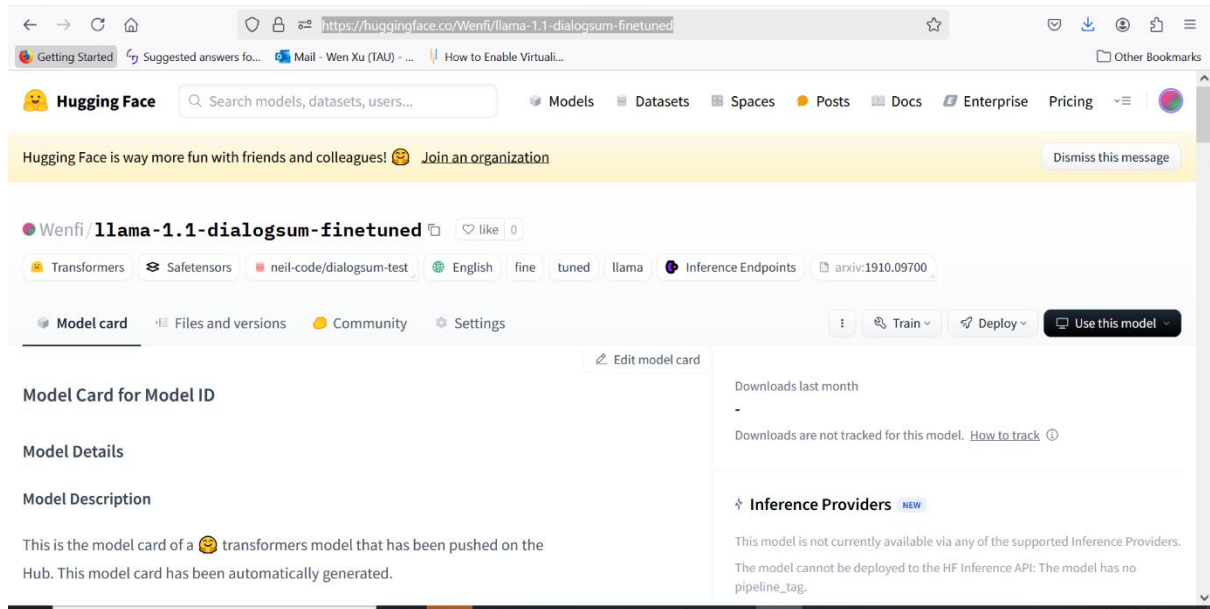 https://huggingface.co/Wenfi/llama-1.1-dialogsum-finetuned
Getting Started Suggested answers fo... Mail - Wen Xu (TAU) - ... How to Enable Virtuali... Other Bookmarks
Hugging Face Search models, datasets, users... Models Datasets Spaces Posts Docs Enterprise Pricing
Hugging Face is way more fun with friends and colleagues! 🤗 Join an organization Dismiss this message
Wenfi/llama-1.1-dialogsum-finetuned like 0
Transformers Safetensors neil-code/dialogsum-test English fine tuned llama Inference Endpoints arxiv:1910.09700
Model card Files and versions Community Settings Train Deploy Use this model
Edit model card
Model Card for Model ID
Model Details
Model Description
This is the model card of a 🤗 transformers model that has been pushed on the
Hub. This model card has been automatically generated.
Downloads last month
-
Downloads are not tracked for this model. How to track
Inference Providers NEW
This model is not currently available via any of the supported Inference Providers.
The model cannot be deployed to the HF Inference API: The model has no
pipeline_tag.